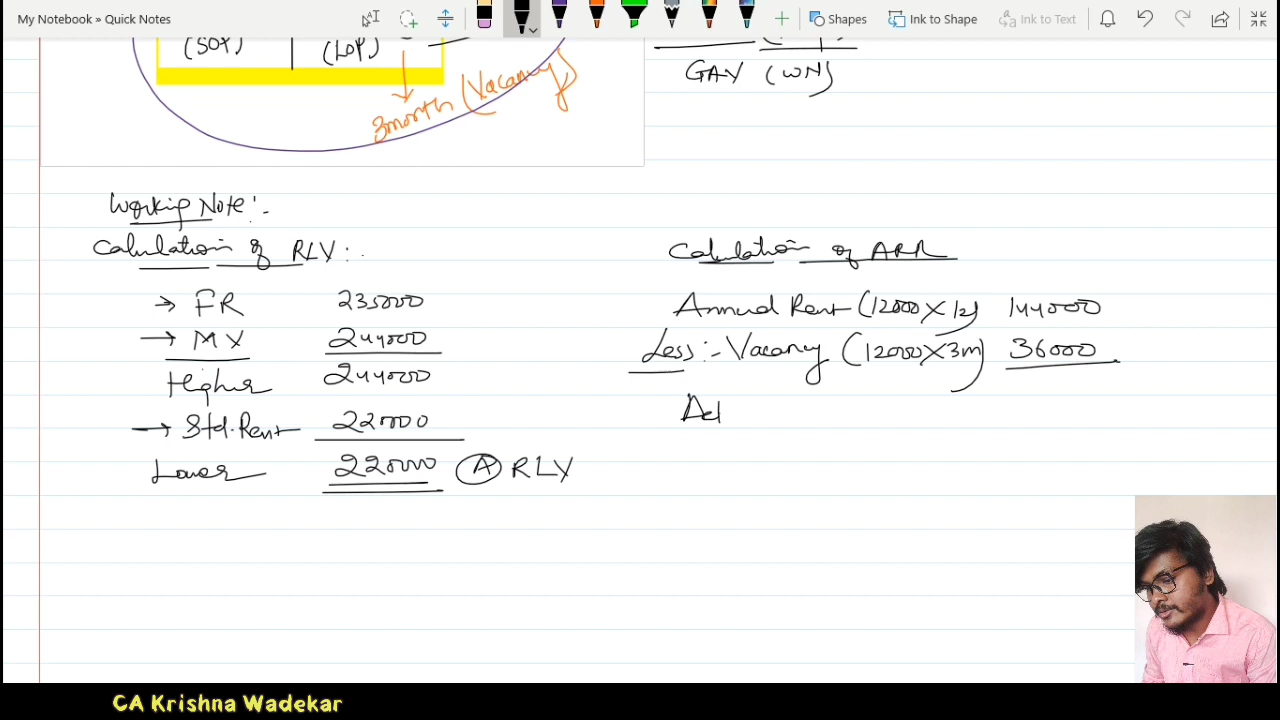 My Notebook » Quick Notes
Shapes
Ink to Shape
Ink to Text
(SOP) (LOP)
3month (Vacancy)
GAV (WN)
Working Note:-
Calculation of RLV:
→ FR 235000
→ MV 244000
Higher 244000
→ Std. Rent 220000
Lower 220000 (A) RLV
Calculation of ARR
Annual Rent (12000 X 12) 144000
Less:- Vacancy (12000 X 3m) 36000
Ad
CA Krishna Wadekar